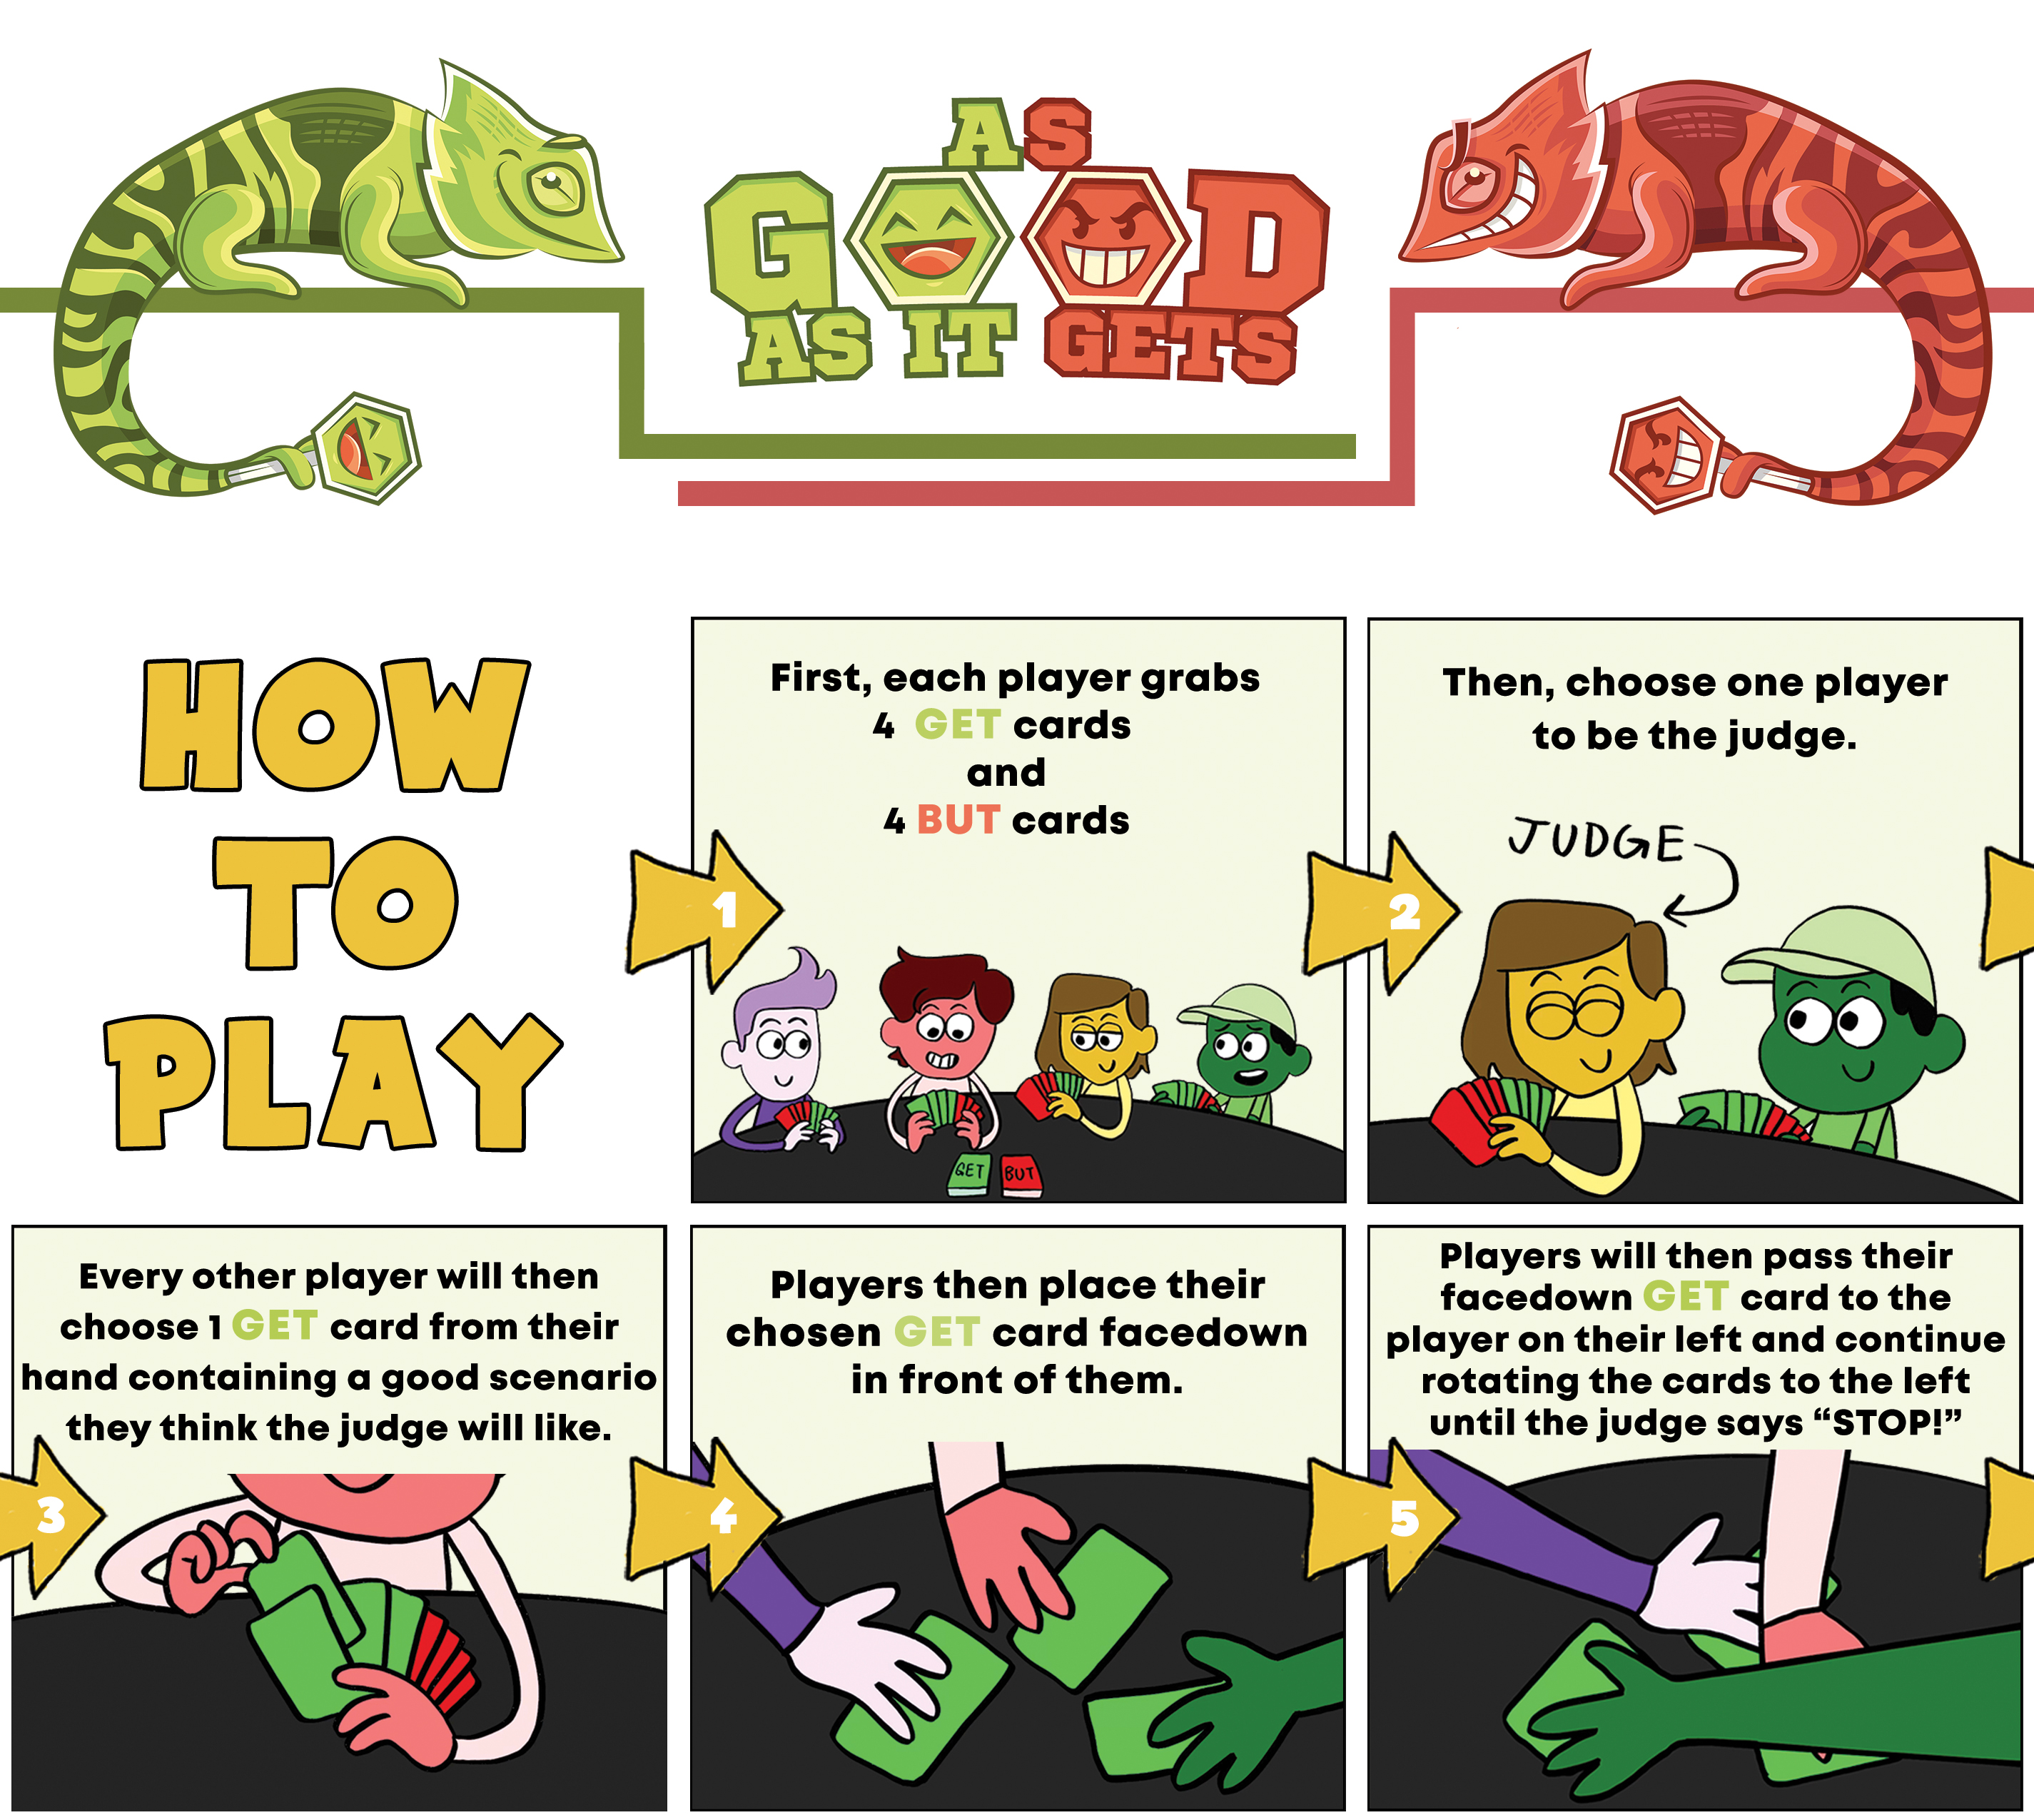 AS
GOOD
AS IT GETS
HOW
TO
PLAY
First, each player grabs
4 GET cards
and
4 BUT cards
1
GET BUT
Then, choose one player
to be the judge.
JUDGE
2
Every other player will then
choose 1 GET card from their
hand containing a good scenario
they think the judge will like.
3
Players then place their
chosen GET card facedown
in front of them.
4
Players will then pass their
facedown GET card to the
player on their left and continue
rotating the cards to the left
until the judge says “STOP!”
5